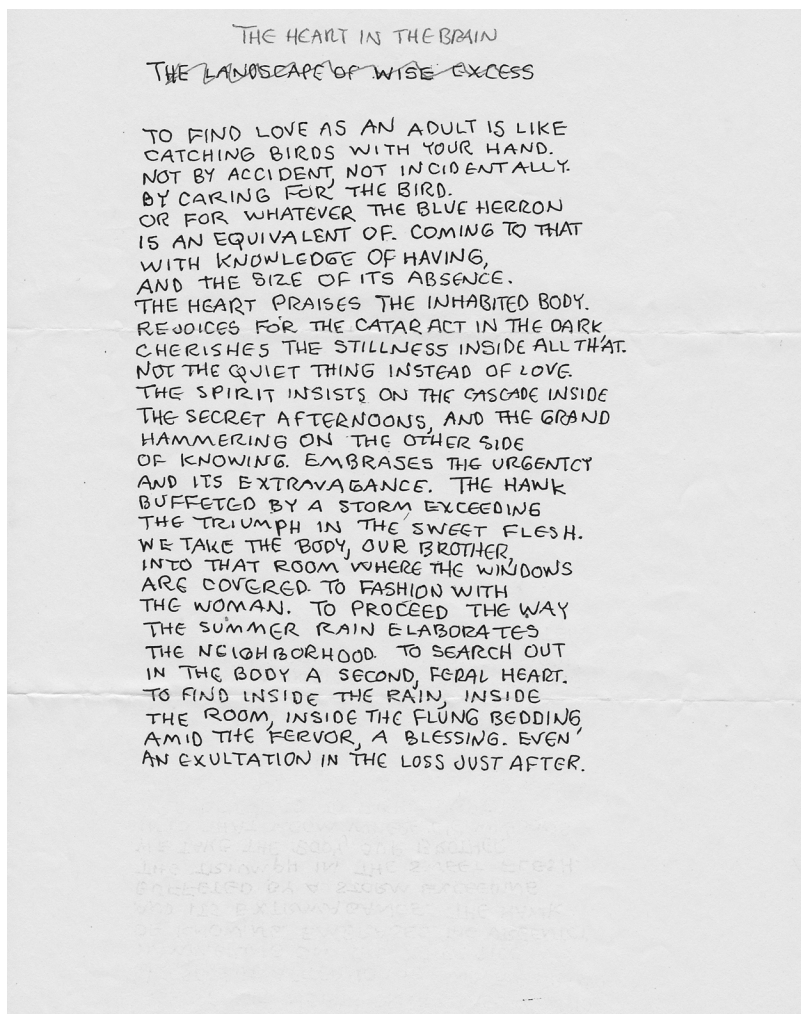 THE HEART IN THE BRAIN
THE LANDSCAPE OF WISE EXCESS
TO FIND LOVE AS AN ADULT IS LIKE
CATCHING BIRDS WITH YOUR HAND.
NOT BY ACCIDENT, NOT INCIDENTALLY.
BY CARING FOR THE BIRD.
OR FOR WHATEVER THE BLUE HERRON
IS AN EQUIVALENT OF. COMING TO THAT
WITH KNOWLEDGE OF HAVING,
AND THE SIZE OF ITS ABSENCE.
THE HEART PRAISES THE INHABITED BODY.
REJOICES FOR THE CATARACT IN THE DARK
CHERISHES THE STILLNESS INSIDE ALL THAT.
NOT THE QUIET THING INSTEAD OF LOVE.
THE SPIRIT INSISTS ON THE CASCADE INSIDE
THE SECRET AFTERNOONS, AND THE GRAND
HAMMERING ON THE OTHER SIDE
OF KNOWING. EMBRASES THE URGENTCY
AND ITS EXTRAVAGANCE. THE HAWK
BUFFETED BY A STORM EXCEEDING
THE TRIUMPH IN THE SWEET FLESH.
WE TAKE THE BODY, OUR BROTHER,
INTO THAT ROOM WHERE THE WINDOWS
ARE COVERED. TO FASHION WITH
THE WOMAN. TO PROCEED THE WAY
THE SUMMER RAIN ELABORATES
THE NEIGHBORHOOD. TO SEARCH OUT
IN THE BODY A SECOND, FERAL HEART.
TO FIND INSIDE THE RAIN, INSIDE
THE ROOM, INSIDE THE FLUNG BEDDING,
AMID THE FERVOR, A BLESSING. EVEN
AN EXULTATION IN THE LOSS JUST AFTER.